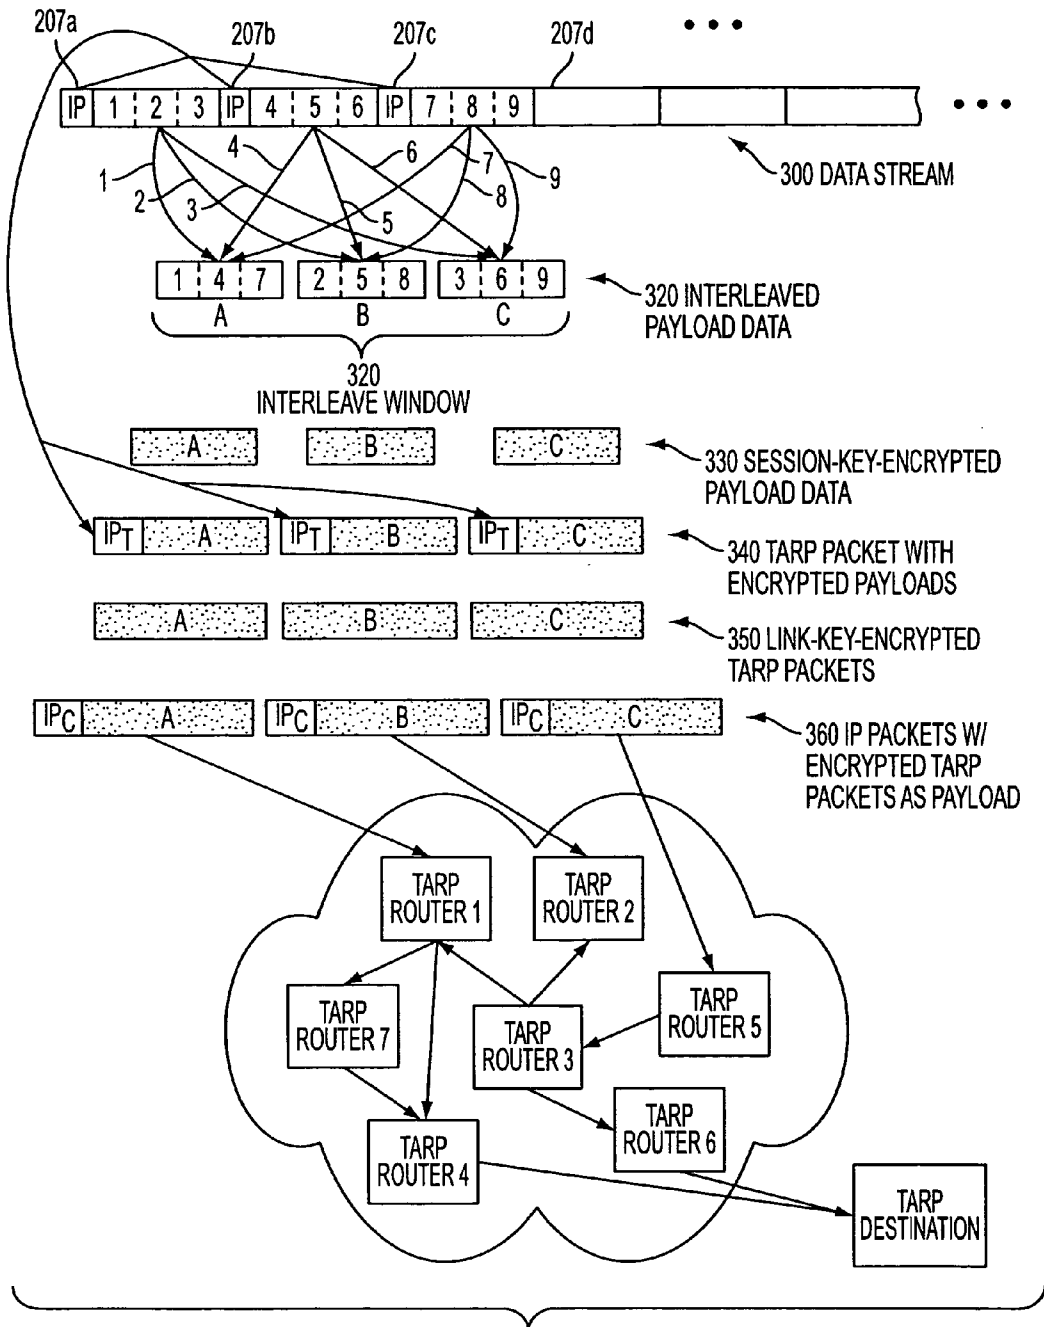 207a
207b
207c
207d
• • •
IP 1 2 3 IP 4 5 6 IP 7 8 9
• • •
300 DATA STREAM
1
2
3
4
5
6
7
8
9
1 4 7
2 5 8
3 6 9
A
B
C
320 INTERLEAVED
PAYLOAD DATA
320
INTERLEAVE WINDOW
A
B
C
330 SESSION-KEY-ENCRYPTED
PAYLOAD DATA
IPT A
IPT B
IPT C
340 TARP PACKET WITH
ENCRYPTED PAYLOADS
A
B
C
350 LINK-KEY-ENCRYPTED
TARP PACKETS
IPC A
IPC B
IPC C
360 IP PACKETS W/
ENCRYPTED TARP
PACKETS AS PAYLOAD
TARP
ROUTER 1
TARP
ROUTER 2
TARP
ROUTER 7
TARP
ROUTER 3
TARP
ROUTER 5
TARP
ROUTER 4
TARP
ROUTER 6
TARP
DESTINATION